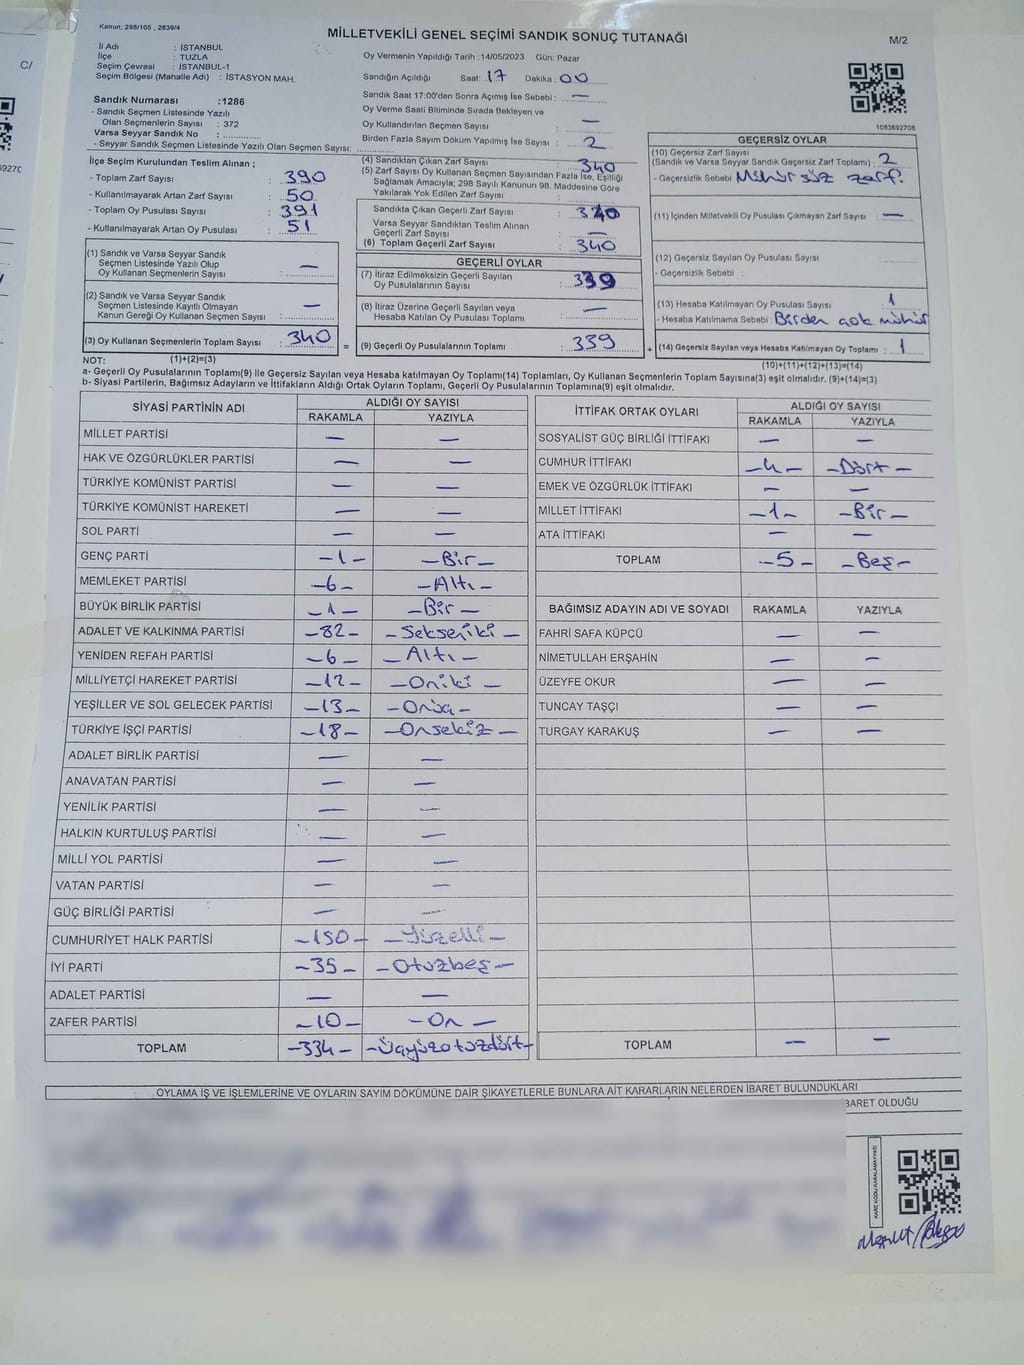 C/
927C
Kanun; 298/105 , 2839/4
MİLLETVEKİLİ GENEL SEÇİMİ SANDIK SONUÇ TUTANAĞI
M/2
İl Adı : İSTANBUL
İlçe : TUZLA
Seçim Çevresi : İSTANBUL-1
Seçim Bölgesi (Mahalle Adı) : İSTASYON MAH.
Sandık Numarası :1286
- Sandık Seçmen Listesinde Yazılı
Olan Seçmenlerin Sayısı : 372
Varsa Seyyar Sandık No :
- Seyyar Sandık Seçmen Listesinde Yazılı Olan Seçmen Sayısı:
Oy Vermenin Yapıldığı Tarih :14/05/2023 Gün: Pazar
Sandığın Açıldığı Saat: 17 Dakika : 00
Sandık Saat 17:00'den Sonra Açımış İse Sebebi : —
Oy Verme Saati Bitiminde Sırada Bekleyen ve
Oy Kullandırılan Seçmen Sayısı : —
Birden Fazla Sayım Döküm Yapılmış İse Sayısı : 2
1083692708
İlçe Seçim Kurulundan Teslim Alınan ;
- Toplam Zarf Sayısı : 390
- Kullanılmayarak Artan Zarf Sayısı : 50
- Toplam Oy Pusulası Sayısı : 391
- Kullanılmayarak Artan Oy Pusulası : 51
(4) Sandıktan Çıkan Zarf Sayısı : 340
(5) Zarf Sayısı Oy Kullanan Seçmen Sayısından Fazla İse, Eşitliği
Sağlamak Amacıyla; 298 Sayılı Kanunun 98. Maddesine Göre
Yakılarak Yok Edilen Zarf Sayısı :
Sandıkta Çıkan Geçerli Zarf Sayısı : 340
Varsa Seyyar Sandıktan Teslim Alınan
Geçerli Zarf Sayısı : —
(6) Toplam Geçerli Zarf Sayısı : 340
GEÇERSİZ OYLAR
(10) Geçersiz Zarf Sayısı
(Sandık ve Varsa Seyyar Sandık Geçersiz Zarf Toplamı) : 2
- Geçersizlik Sebebi : Mühürsüz zarf.
(11) İçinden Milletvekili Oy Pusulası Çıkmayan Zarf Sayısı : —
(12) Geçersiz Sayılan Oy Pusulası Sayısı :
- Geçersizlik Sebebi :
(13) Hesaba Katılmayan Oy Pusulası Sayısı : 1
- Hesaba Katılmama Sebebi : Birden çok mühür
(14) Geçersiz Sayılan veya Hesaba Katılmayan Oy Toplamı : 1
(1) Sandık ve Varsa Seyyar Sandık
Seçmen Listesinde Yazılı Olup
Oy Kullanan Seçmenlerin Sayısı : —
(2) Sandık ve Varsa Seyyar Sandık
Seçmen Listesinde Kayıtlı Olmayan
Kanun Gereği Oy Kullanan Seçmen Sayısı : —
(3) Oy Kullanan Seçmenlerin Toplam Sayısı : 340
GEÇERLİ OYLAR
(7) İtiraz Edilmeksizin Geçerli Sayılan
Oy Pusulalarının Sayısı : 339
(8) İtiraz Üzerine Geçerli Sayılan veya
Hesaba Katılan Oy Pusulası Toplamı : —
= (9) Geçerli Oy Pusulalarının Toplamı : 339 +
NOT: (1)+(2)=(3)
(10)+(11)+(12)+(13)=(14)
a- Geçerli Oy Pusulalarının Toplamı(9) ile Geçersiz Sayılan veya Hesaba Katılmayan Oy Toplamı(14) Toplamları, Oy Kullanan Seçmenlerin Toplam Sayısına(3) eşit olmalıdır. (9)+(14)=(3)
b- Siyasi Partilerin, Bağımsız Adayların ve İttifakların Aldığı Ortak Oyların Toplamı, Geçerli Oy Pusulalarının Toplamına(9) eşit olmalıdır.
SİYASİ PARTİNİN ADI
ALDIĞI OY SAYISI
RAKAMLA YAZIYLA
MİLLET PARTİSİ — —
HAK VE ÖZGÜRLÜKLER PARTİSİ — —
TÜRKİYE KOMÜNİST PARTİSİ — —
TÜRKİYE KOMÜNİST HAREKETİ — —
SOL PARTİ — —
GENÇ PARTİ –1– –Bir–
MEMLEKET PARTİSİ –6– –Altı–
BÜYÜK BİRLİK PARTİSİ –1– –Bir–
ADALET VE KALKINMA PARTİSİ –82– –Sekseniki–
YENİDEN REFAH PARTİSİ –6– –Altı–
MİLLİYETÇİ HAREKET PARTİSİ –12– –Oniki–
YEŞİLLER VE SOL GELECEK PARTİSİ –13– –Onüç–
TÜRKİYE İŞÇİ PARTİSİ –18– –Onsekiz–
ADALET BİRLİK PARTİSİ — —
ANAVATAN PARTİSİ — —
YENİLİK PARTİSİ — —
HALKIN KURTULUŞ PARTİSİ — —
MİLLİ YOL PARTİSİ — —
VATAN PARTİSİ — —
GÜÇ BİRLİĞİ PARTİSİ — —
CUMHURİYET HALK PARTİSİ –150– –Yüzelli–
İYİ PARTİ –35– –Otuzbeş–
ADALET PARTİSİ — —
ZAFER PARTİSİ –10– –On–
TOPLAM –334– –Üçyüzotuzdört–
İTTİFAK ORTAK OYLARI
ALDIĞI OY SAYISI
RAKAMLA YAZIYLA
SOSYALİST GÜÇ BİRLİĞİ İTTİFAKI — —
CUMHUR İTTİFAKI –4– –Dört–
EMEK VE ÖZGÜRLÜK İTTİFAKI — —
MİLLET İTTİFAKI –1– –Bir–
ATA İTTİFAKI — —
TOPLAM –5– –Beş–
BAĞIMSIZ ADAYIN ADI VE SOYADI RAKAMLA YAZIYLA
FAHRİ SAFA KÜPCÜ — —
NİMETULLAH ERŞAHİN — —
ÜZEYFE OKUR — —
TUNCAY TAŞÇI — —
TURGAY KARAKUŞ — —
TOPLAM — —
OYLAMA İŞ VE İŞLEMLERİNE VE OYLARIN SAYIM DÖKÜMÜNE DAİR ŞİKAYETLERLE BUNLARA AİT KARARLARIN NELERDEN İBARET BULUNDUKLARI
BARET OLDUĞU
KARE KODU KARALAMAYINIZ!